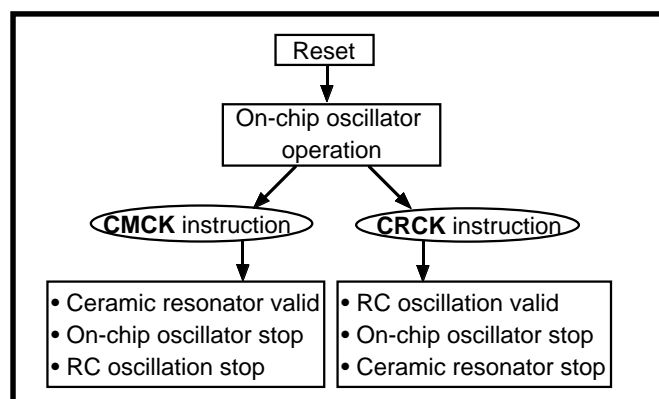 Reset
On-chip oscillator
operation
CMCK instruction
CRCK instruction
• Ceramic resonator valid
• On-chip oscillator stop
• RC oscillation stop
• RC oscillation valid
• On-chip oscillator stop
• Ceramic resonator stop